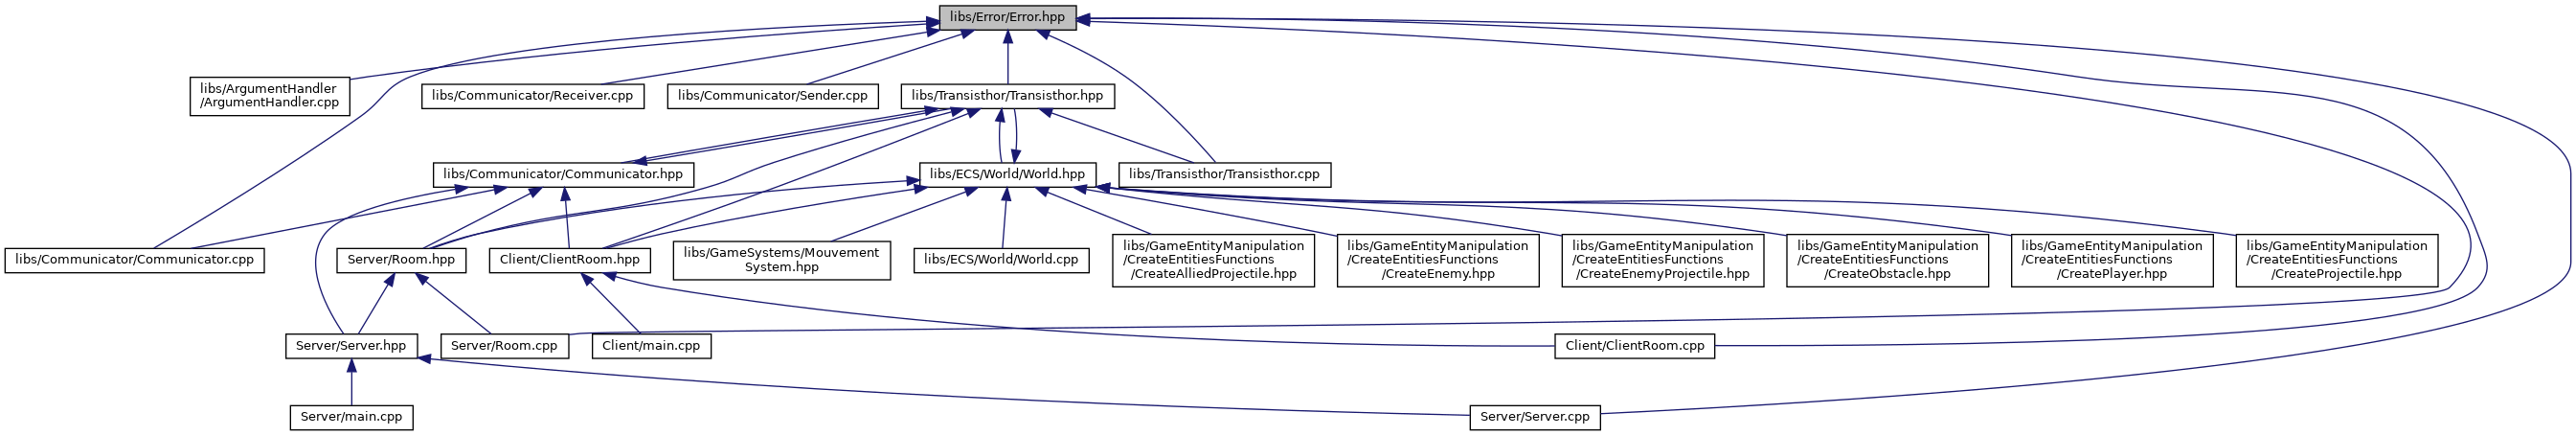 libs/Error/Error.hpp
libs/ArgumentHandler
/ArgumentHandler.cpp
libs/Communicator/Receiver.cpp
libs/Communicator/Sender.cpp
libs/Transisthor/Transisthor.hpp
libs/Communicator/Communicator.hpp
libs/ECS/World/World.hpp
libs/Transisthor/Transisthor.cpp
libs/Communicator/Communicator.cpp
Server/Room.hpp
Client/ClientRoom.hpp
libs/GameSystems/Mouvement
System.hpp
libs/ECS/World/World.cpp
libs/GameEntityManipulation
/CreateEntitiesFunctions
/CreateAlliedProjectile.hpp
libs/GameEntityManipulation
/CreateEntitiesFunctions
/CreateEnemy.hpp
libs/GameEntityManipulation
/CreateEntitiesFunctions
/CreateEnemyProjectile.hpp
libs/GameEntityManipulation
/CreateEntitiesFunctions
/CreateObstacle.hpp
libs/GameEntityManipulation
/CreateEntitiesFunctions
/CreatePlayer.hpp
libs/GameEntityManipulation
/CreateEntitiesFunctions
/CreateProjectile.hpp
Server/Server.hpp
Server/Room.cpp
Client/main.cpp
Client/ClientRoom.cpp
Server/main.cpp
Server/Server.cpp